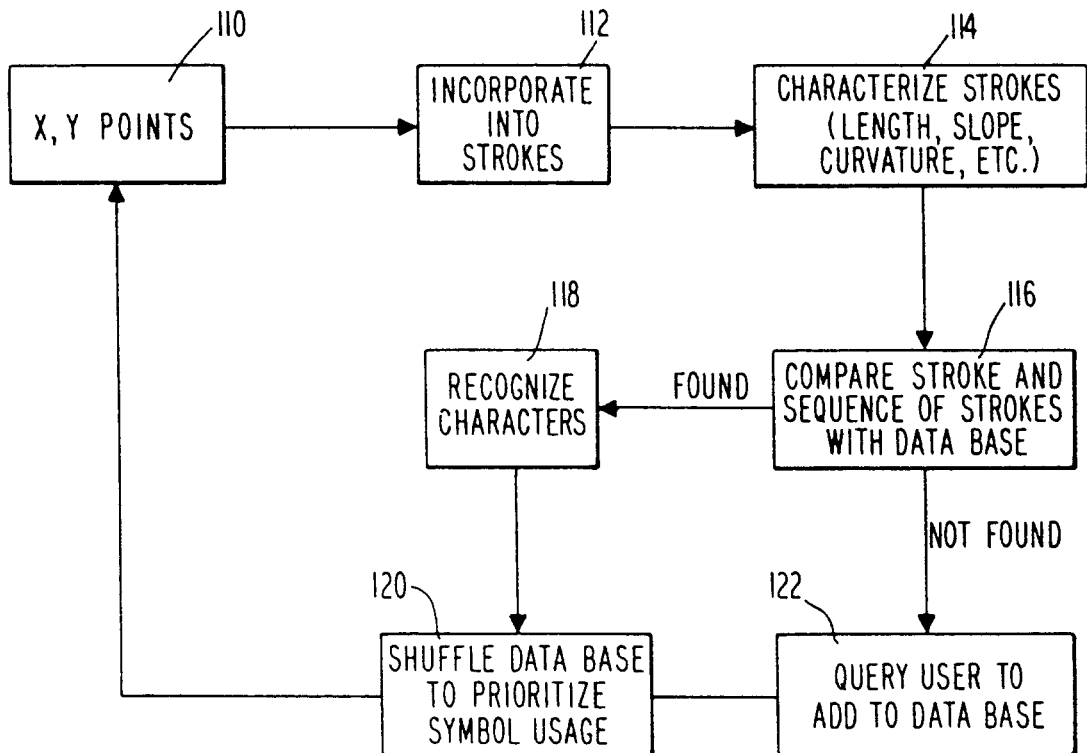 110
X, Y POINTS
112
INCORPORATE
INTO
STROKES
114
CHARACTERIZE STROKES
(LENGTH, SLOPE,
CURVATURE, ETC.)
116
COMPARE STROKE AND
SEQUENCE OF STROKES
WITH DATA BASE
FOUND
118
RECOGNIZE
CHARACTERS
NOT FOUND
120
SHUFFLE DATA BASE
TO PRIORITIZE
SYMBOL USAGE
122
QUERY USER TO
ADD TO DATA BASE